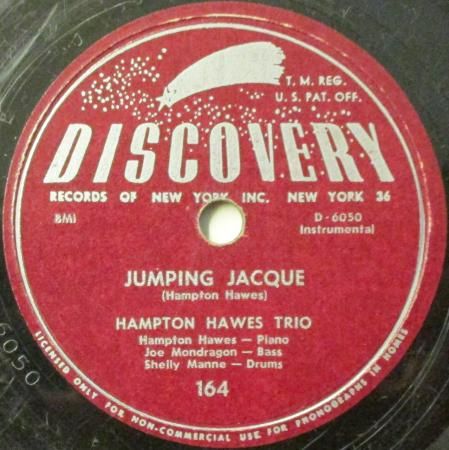 T. M. REG.
U. S. PAT. OFF.
DISCOVERY
RECORDS OF NEW YORK INC. NEW YORK 36
BMI
D-6050
Instrumental
JUMPING JACQUE
(Hampton Hawes)
HAMPTON HAWES TRIO
Hampton Hawes — Piano
Joe Mondragon — Bass
Shelly Manne — Drums
164
LICENSED ONLY FOR NON-COMMERCIAL USE FOR PHONOGRAPHS IN HOMES
6050